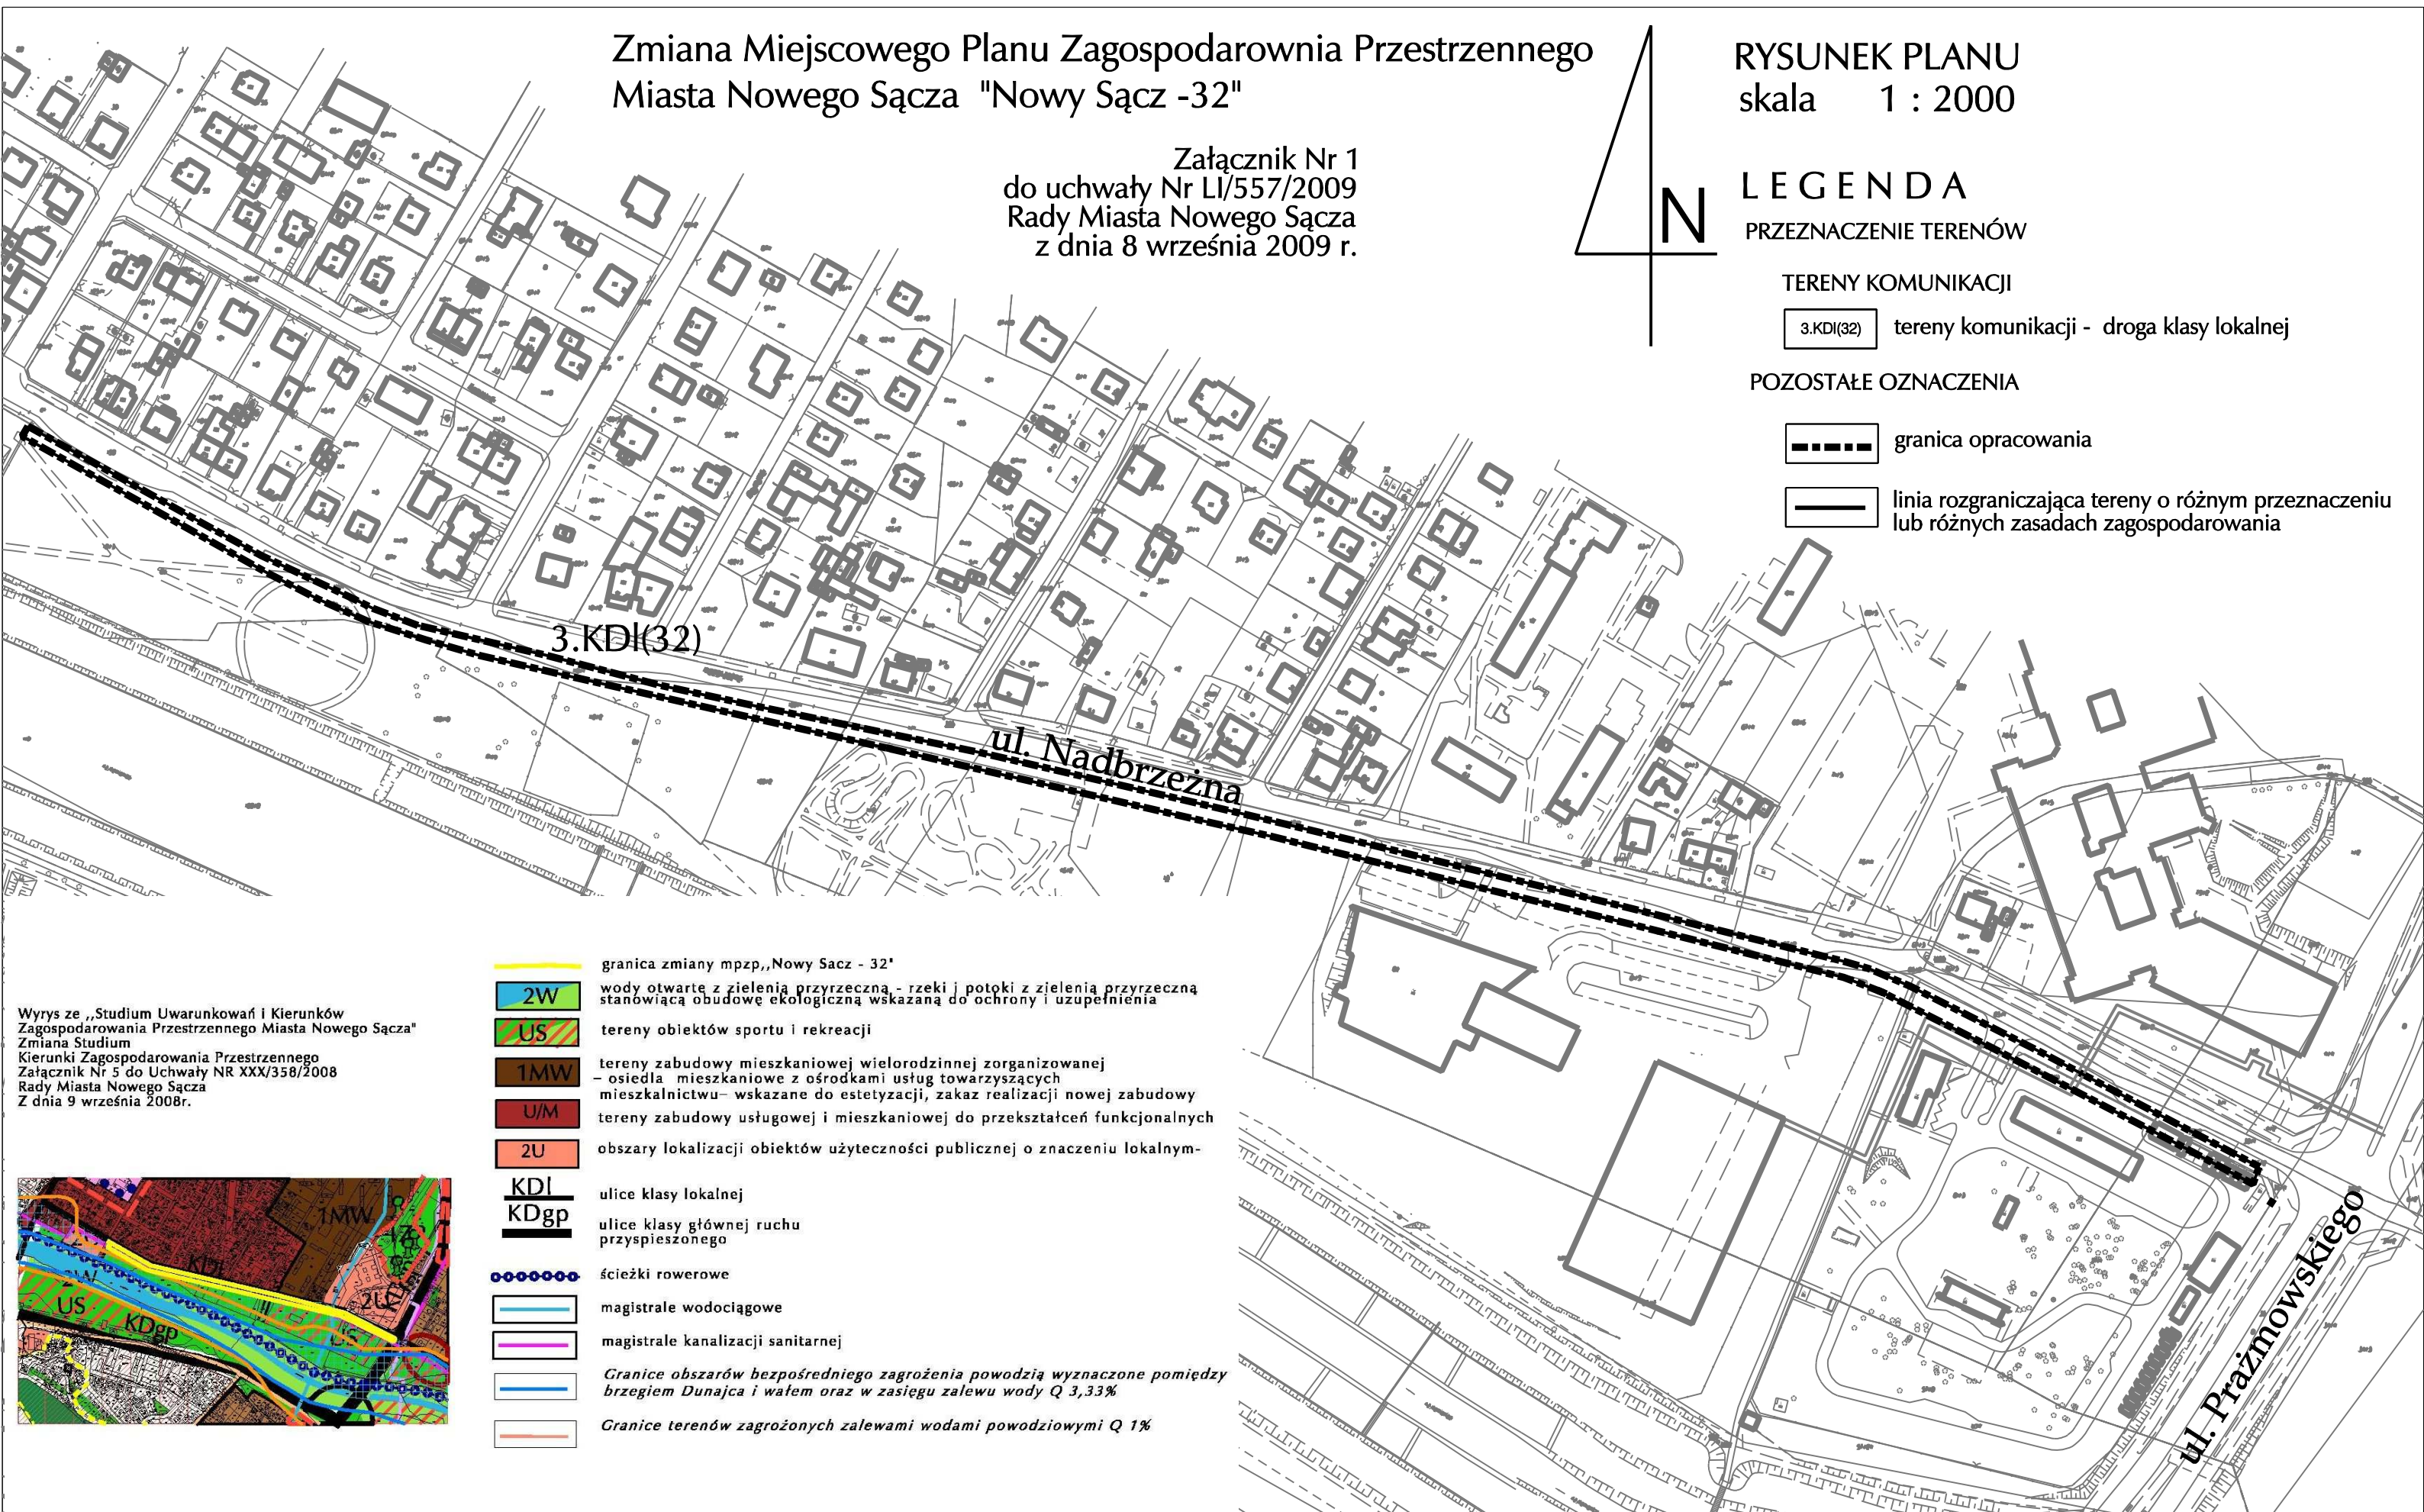 Zmiana Miejscowego Planu Zagospodarownia Przestrzennego
Miasta Nowego Sącza "Nowy Sącz -32"
Załącznik Nr 1
do uchwały Nr LI/557/2009
Rady Miasta Nowego Sącza
z dnia 8 września 2009 r.
N
RYSUNEK PLANU
skala 1 : 2000
LEGENDA
PRZEZNACZENIE TERENÓW
TERENY KOMUNIKACJI
3.KDl(32) tereny komunikacji - droga klasy lokalnej
POZOSTAŁE OZNACZENIA
granica opracowania
linia rozgraniczająca tereny o różnym przeznaczeniu
lub różnych zasadach zagospodarowania
3.KDl(32)
ul. Nadbrzeżna
ul. Prażmowskiego
Wyrys ze ,,Studium Uwarunkowań i Kierunków
Zagospodarowania Przestrzennego Miasta Nowego Sącza"
Zmiana Studium
Kierunki Zagospodarowania Przestrzennego
Załącznik Nr 5 do Uchwały NR XXX/358/2008
Rady Miasta Nowego Sącza
Z dnia 9 września 2008r.
granica zmiany mpzp,,Nowy Sacz - 32"
2W wody otwarte z zielenią przyrzeczną - rzeki i potoki z zielenią przyrzeczną
stanowiącą obudowę ekologiczną wskazaną do ochrony i uzupełnienia
US tereny obiektów sportu i rekreacji
1MW tereny zabudowy mieszkaniowej wielorodzinnej zorganizowanej
– osiedla mieszkaniowe z ośrodkami usług towarzyszących
mieszkalnictwu– wskazane do estetyzacji, zakaz realizacji nowej zabudowy
U/M tereny zabudowy usługowej i mieszkaniowej do przekształceń funkcjonalnych
2U obszary lokalizacji obiektów użyteczności publicznej o znaczeniu lokalnym-
KDl ulice klasy lokalnej
KDgp ulice klasy głównej ruchu
przyspieszonego
ścieżki rowerowe
magistrale wodociągowe
magistrale kanalizacji sanitarnej
Granice obszarów bezpośredniego zagrożenia powodzią wyznaczone pomiędzy
brzegiem Dunajca i wałem oraz w zasięgu zalewu wody Q 3,33%
Granice terenów zagrożonych zalewami wodami powodziowymi Q 1%
1MW
2W
KDl
US
KDgp
2U
US